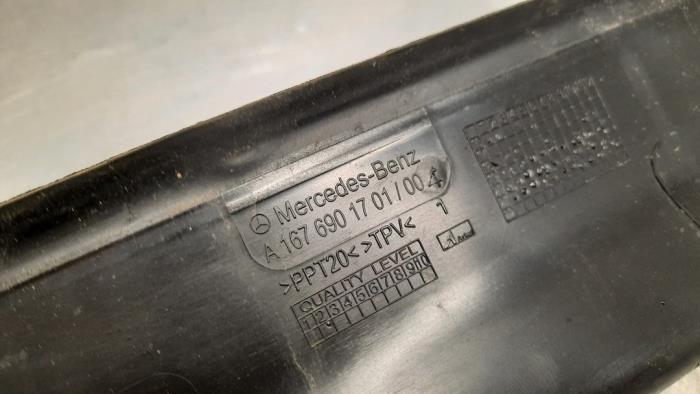 Mercedes-Benz
A 167 690 17 01 / 00 4
>PPT20< >TPV< 1
QUALITY LEVEL
1 2 3 4 5 6 7 8 9 10